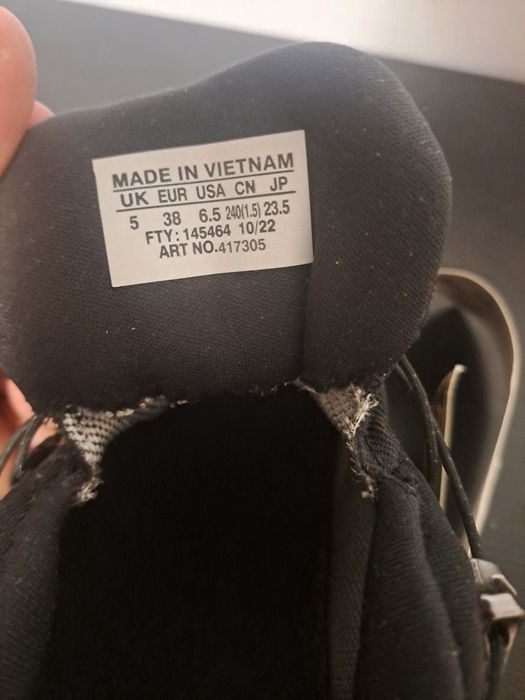 MADE IN VIETNAM
UK EUR USA CN JP
5 38 6.5 240(1.5) 23.5
FTY: 145464 10/22
ART NO.417305